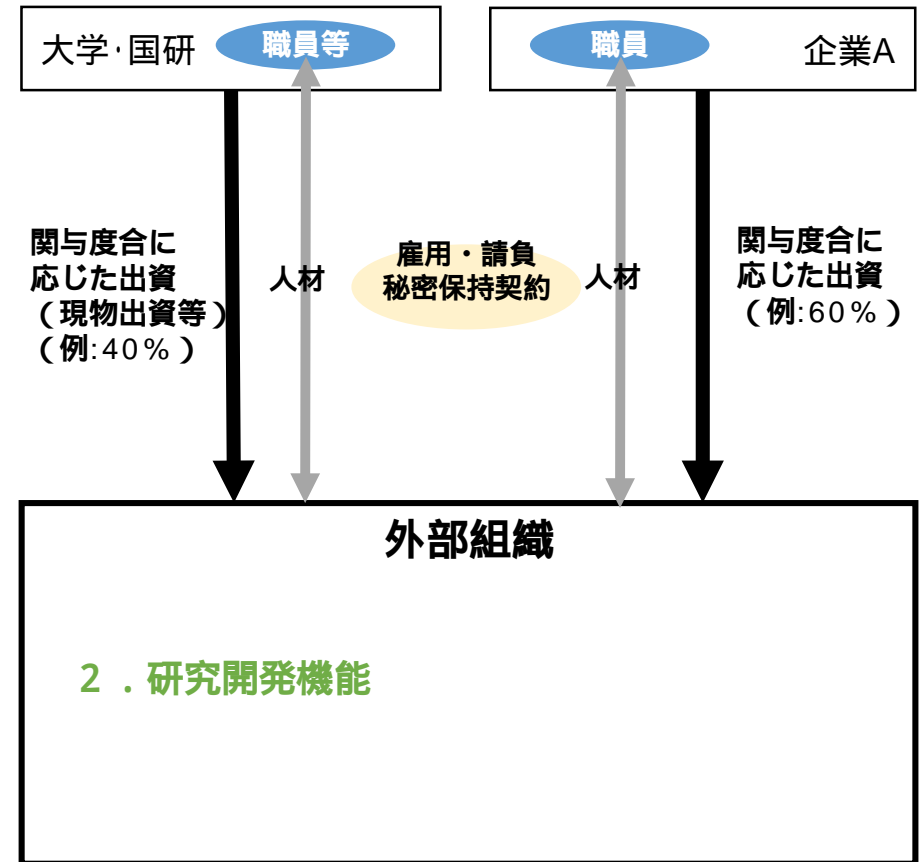 大学･国研
職員等
職員
企業A
関与度合に
応じた出資
（現物出資等）
（例:40％）
人材
雇用・請負
秘密保持契約
人材
関与度合に
応じた出資
（例:60％）
外部組織
２．研究開発機能